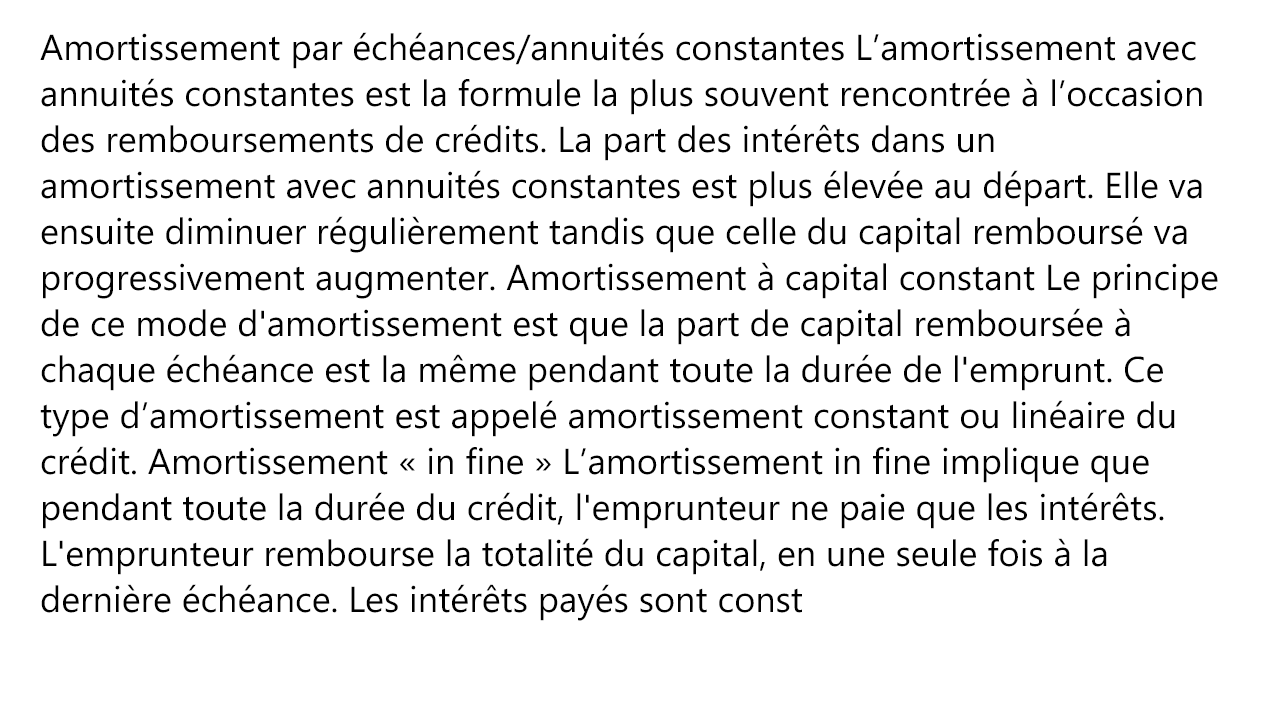 Amortissement par échéances/annuités constantes L’amortissement avec
annuités constantes est la formule la plus souvent rencontrée à l’occasion
des remboursements de crédits. La part des intérêts dans un
amortissement avec annuités constantes est plus élevée au départ. Elle va
ensuite diminuer régulièrement tandis que celle du capital remboursé va
progressivement augmenter. Amortissement à capital constant Le principe
de ce mode d'amortissement est que la part de capital remboursée à
chaque échéance est la même pendant toute la durée de l'emprunt. Ce
type d’amortissement est appelé amortissement constant ou linéaire du
crédit. Amortissement « in fine » L’amortissement in fine implique que
pendant toute la durée du crédit, l'emprunteur ne paie que les intérêts.
L'emprunteur rembourse la totalité du capital, en une seule fois à la
dernière échéance. Les intérêts payés sont const